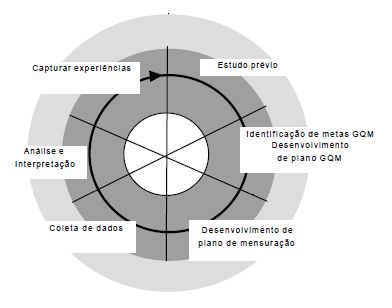 Capturar experiências
Estudo prévio
Identificação de metas GQM
Desenvolvimento
de plano GQM
Desenvolvimento de
plano de mensuração
Coleta de dados
Análise e
Interpretação